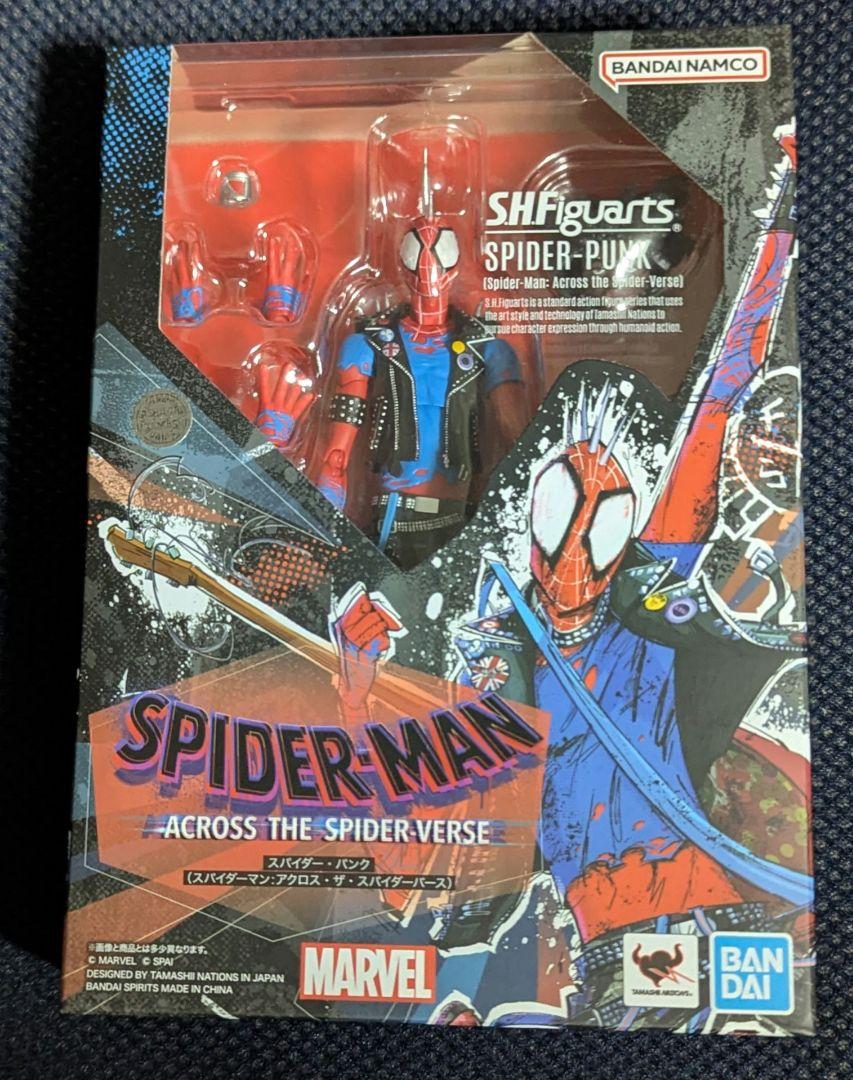 BANDAI NAMCO
S.H.Figuarts®
SPIDER-PUNK
(Spider-Man: Across the Spider-Verse)
S.H.Figuarts is a standard action figure series that uses
the art style and technology of Tamashii Nations to
pursue character expression through humanoid action.
SPIDER-MAN
ACROSS THE SPIDER-VERSE
スパイダー・パンク
(スパイダーマン:アクロス・ザ・スパイダーバース)
※画像と商品とは多少異なります。
© MARVEL © SPAI
DESIGNED BY TAMASHII NATIONS IN JAPAN
BANDAI SPIRITS MADE IN CHINA
MARVEL
TAMASHII NATIONS
BAN
DAI